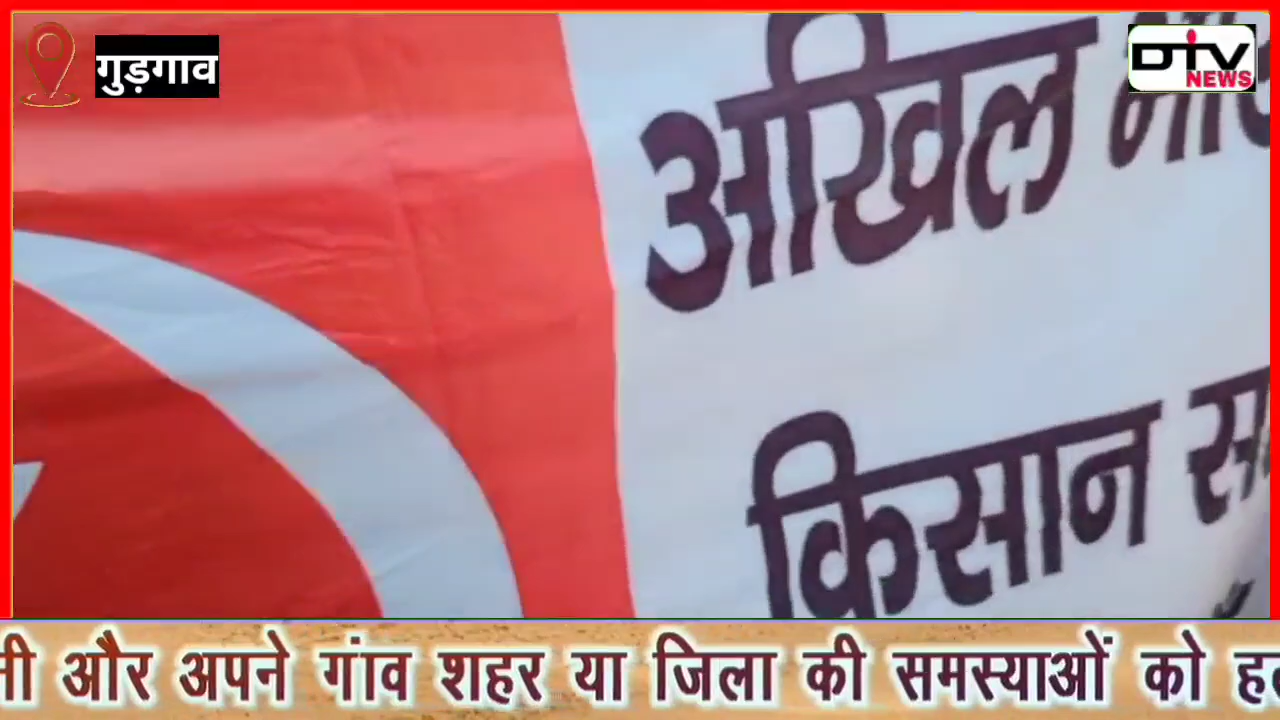 गुड़गाव
DTV
NEWS
अखिल
किसान
और अपने गांव शहर या जिला की समस्याओं को